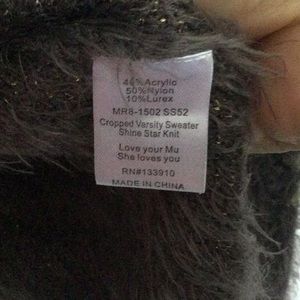 40%Acrylic
50%Nylon
10%Lurex
MR8-1502 SS52
Cropped Varsity Sweater
Shine Star Knit
Love your Mu
She loves you
RN#133910
MADE IN CHINA